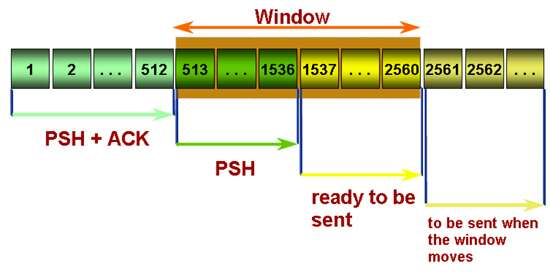 Window
1 2 . . . 512 513 . . . 1536 1537 . . . 2560 2561 2562 . . .
PSH + ACK
PSH
ready to be
sent
to be sent when
the window
moves